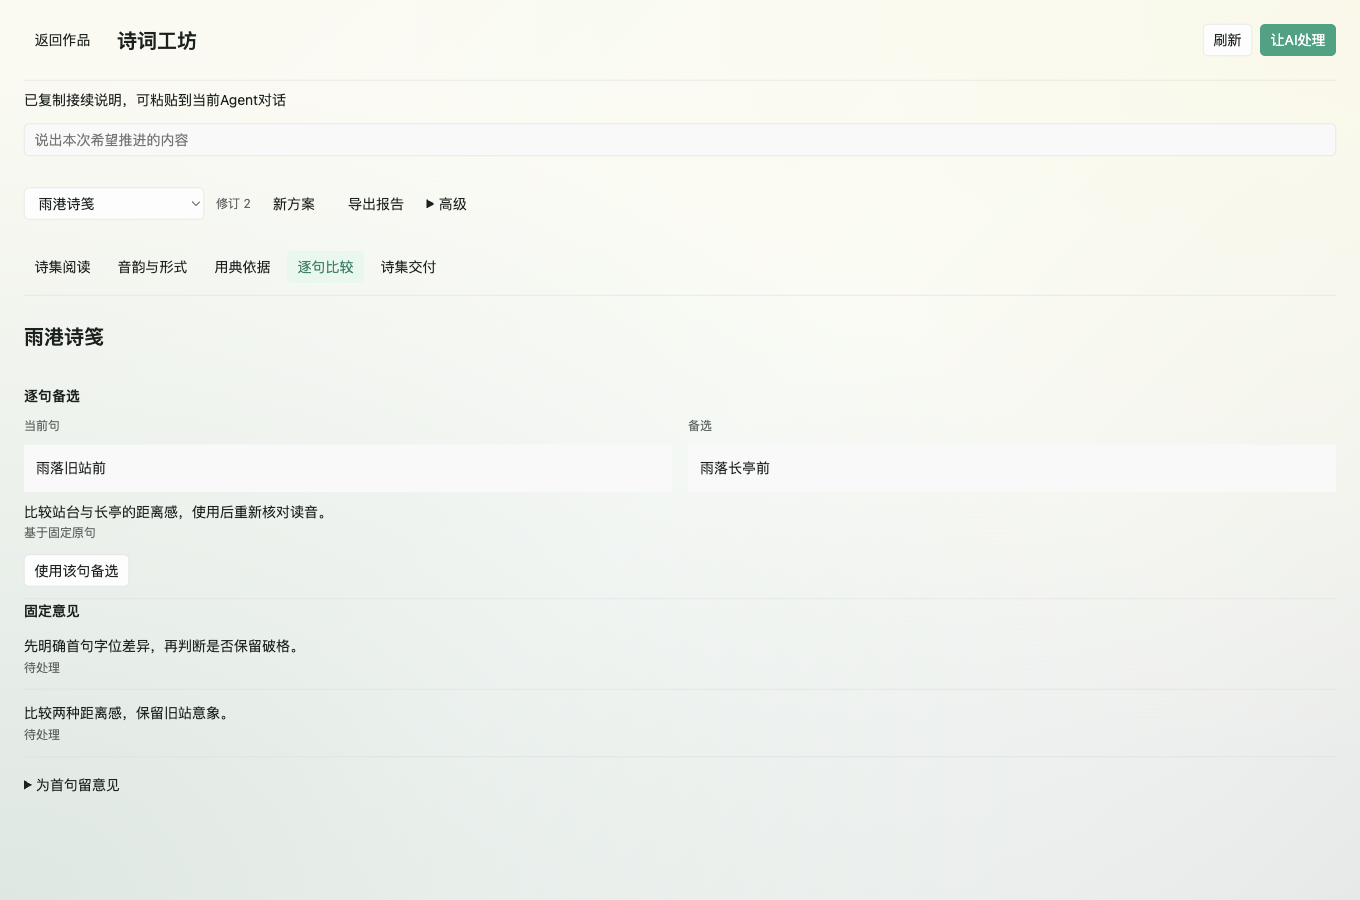 返回作品
诗词工坊
刷新
让AI处理
已复制接续说明，可粘贴到当前Agent对话
说出本次希望推进的内容
雨港诗笺
修订 2
新方案
导出报告
高级
诗集阅读
音韵与形式
用典依据
逐句比较
诗集交付
雨港诗笺
逐句备选
当前句
备选
雨落旧站前
雨落长亭前
比较站台与长亭的距离感，使用后重新核对读音。
基于固定原句
使用该句备选
固定意见
先明确首句字位差异，再判断是否保留破格。
待处理
比较两种距离感，保留旧站意象。
待处理
为首句留意见